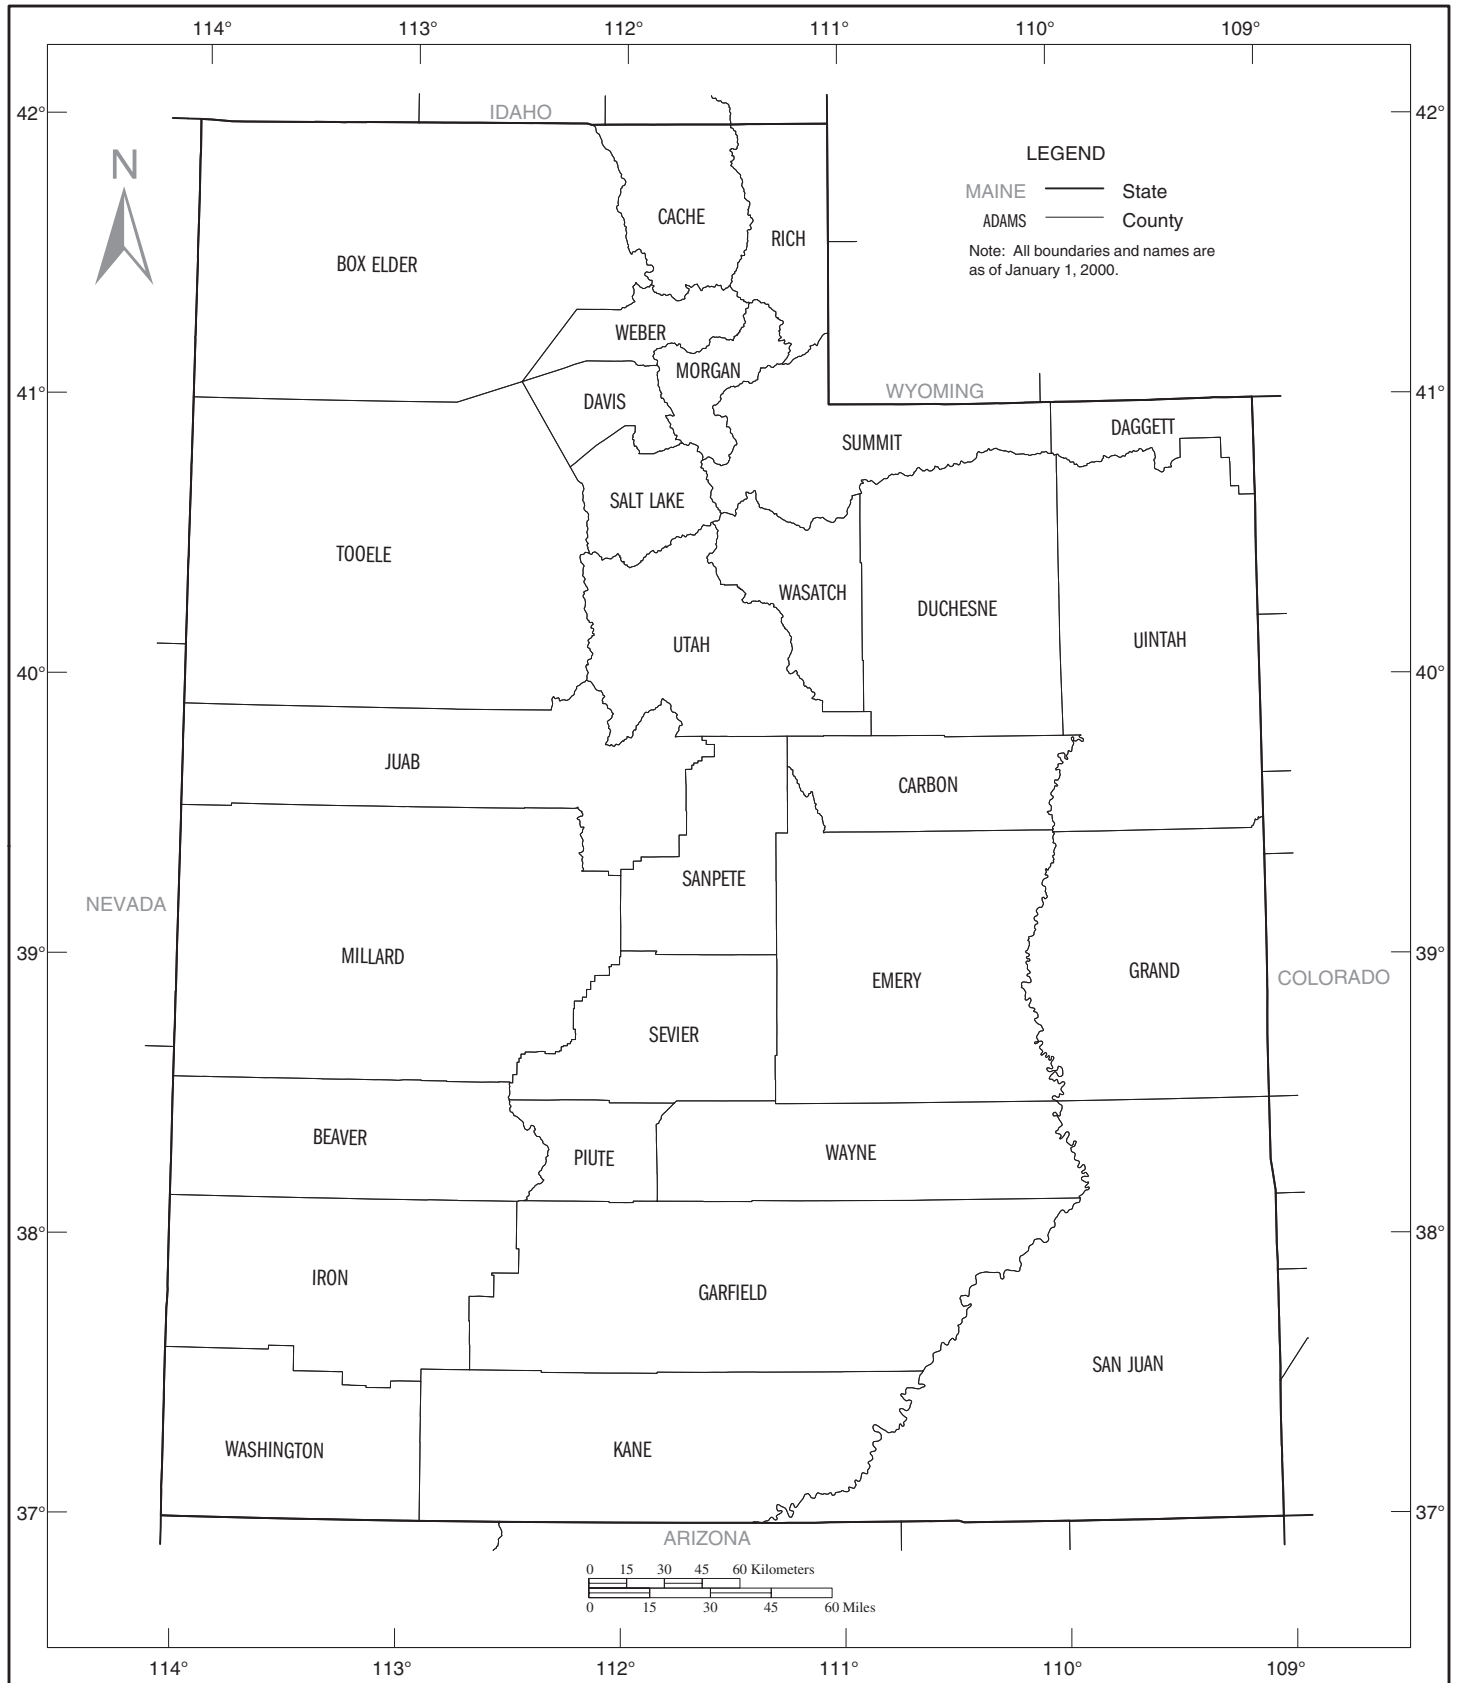 114° 113° 112° 111° 110° 109°
42° IDAHO 42°
LEGEND
N
MAINE State
ADAMS County
Note: All boundaries and names are
as of January 1, 2000.
CACHE
RICH
BOX ELDER
WEBER
MORGAN
41° WYOMING 41°
DAVIS
DAGGETT
SUMMIT
SALT LAKE
TOOELE
WASATCH
DUCHESNE
UINTAH
UTAH
40° 40°
JUAB
CARBON
SANPETE
NEVADA
39° 39°
MILLARD
GRAND
COLORADO
EMERY
SEVIER
BEAVER
WAYNE
PIUTE
38° 38°
IRON
GARFIELD
SAN JUAN
WASHINGTON
KANE
37° 37°
ARIZONA
0 15 30 45 60 Kilometers
0 15 30 45 60 Miles
114° 113° 112° 111° 110° 109°